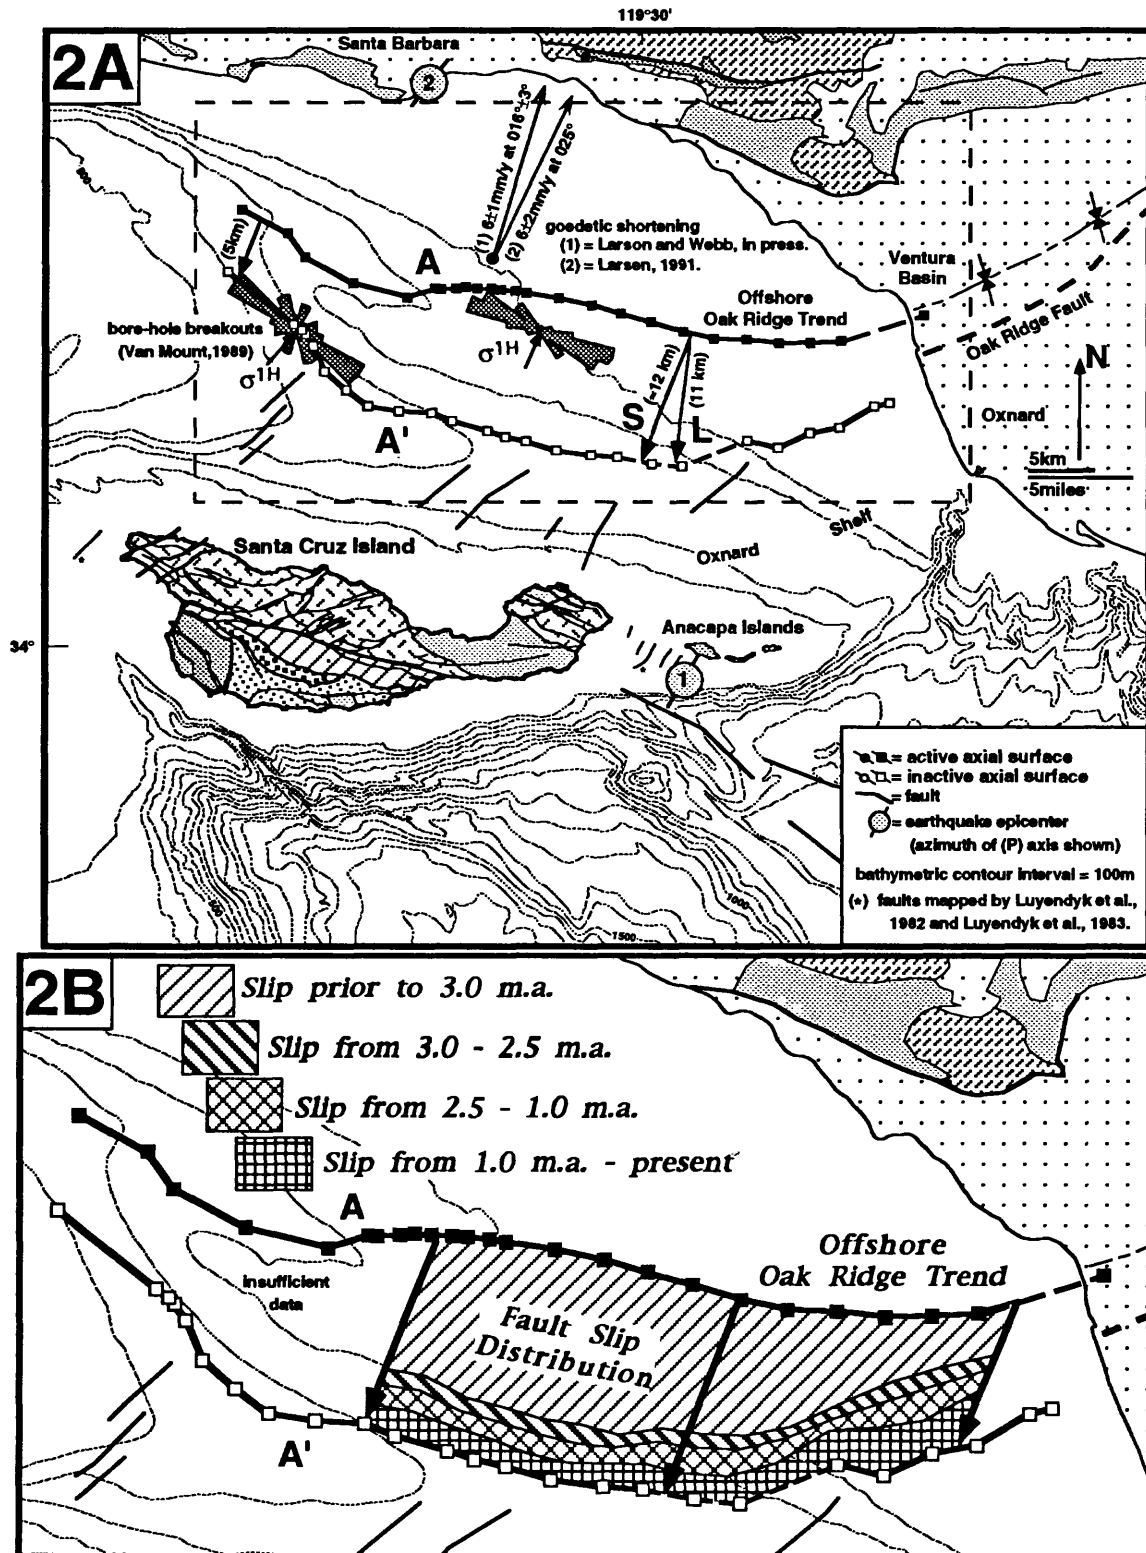 119°30'
2A
Santa Barbara
2
(1) 6±1mm/y at 016°±3°
(2) 6±2mm/y at 025°
goedetic shortening
(1) = Larson and Webb, in press.
(2) = Larsen, 1991.
500
(5km)
A
Ventura
Basin
Offshore
Oak Ridge Trend
Oak Ridge Fault
bore-hole breakouts
(Van Mount,1989)
σ1H
σ1H
(≈12 km)
(11 km)
S
L
N
A'
Oxnard
5km
5miles
Shelf
Oxnard
Santa Cruz Island
34°
Anacapa Islands
1
= active axial surface
= inactive axial surface
= fault
= earthquake epicenter
(azimuth of (P) axis shown)
bathymetric contour interval = 100m
(*) faults mapped by Luyendyk et al.,
1982 and Luyendyk et al., 1983.
1000
1500
2B
Slip prior to 3.0 m.a.
Slip from 3.0 - 2.5 m.a.
Slip from 2.5 - 1.0 m.a.
Slip from 1.0 m.a. - present
A
Offshore
Oak Ridge Trend
insufficient
data
Fault Slip
Distribution
A'